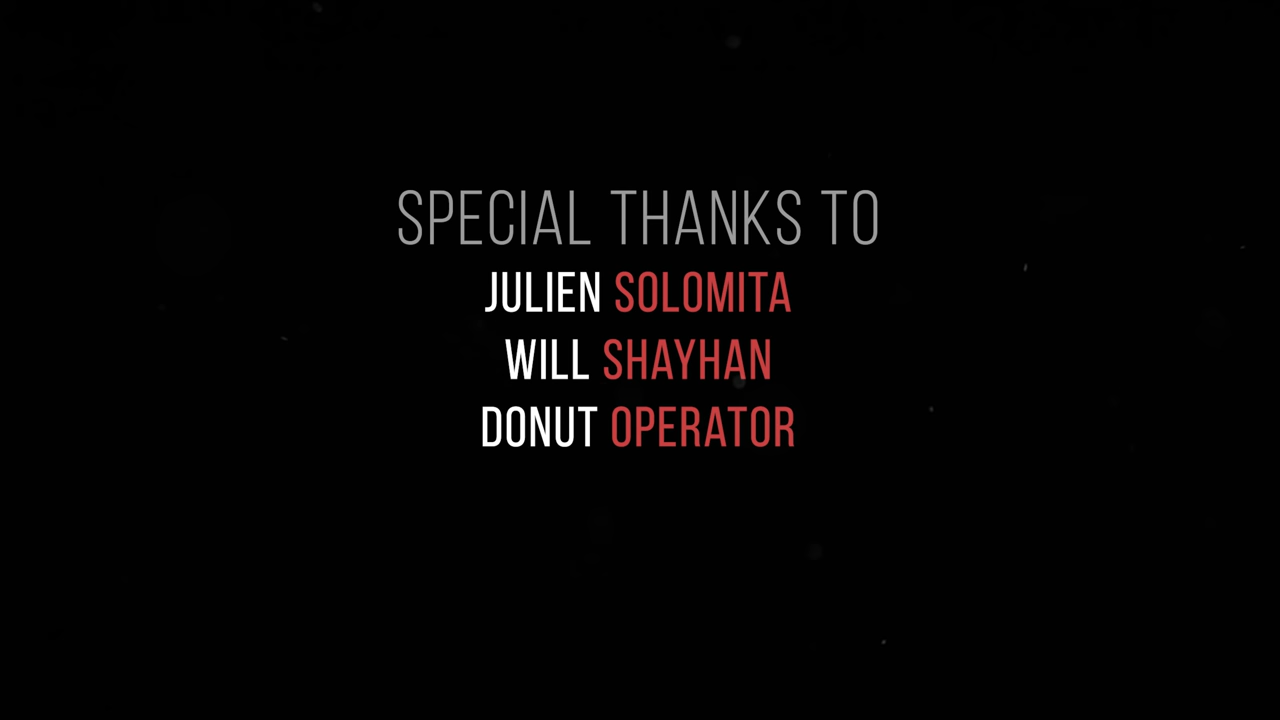 SPECIAL THANKS TO
JULIEN SOLOMITA
WILL SHAYHAN
DONUT OPERATOR